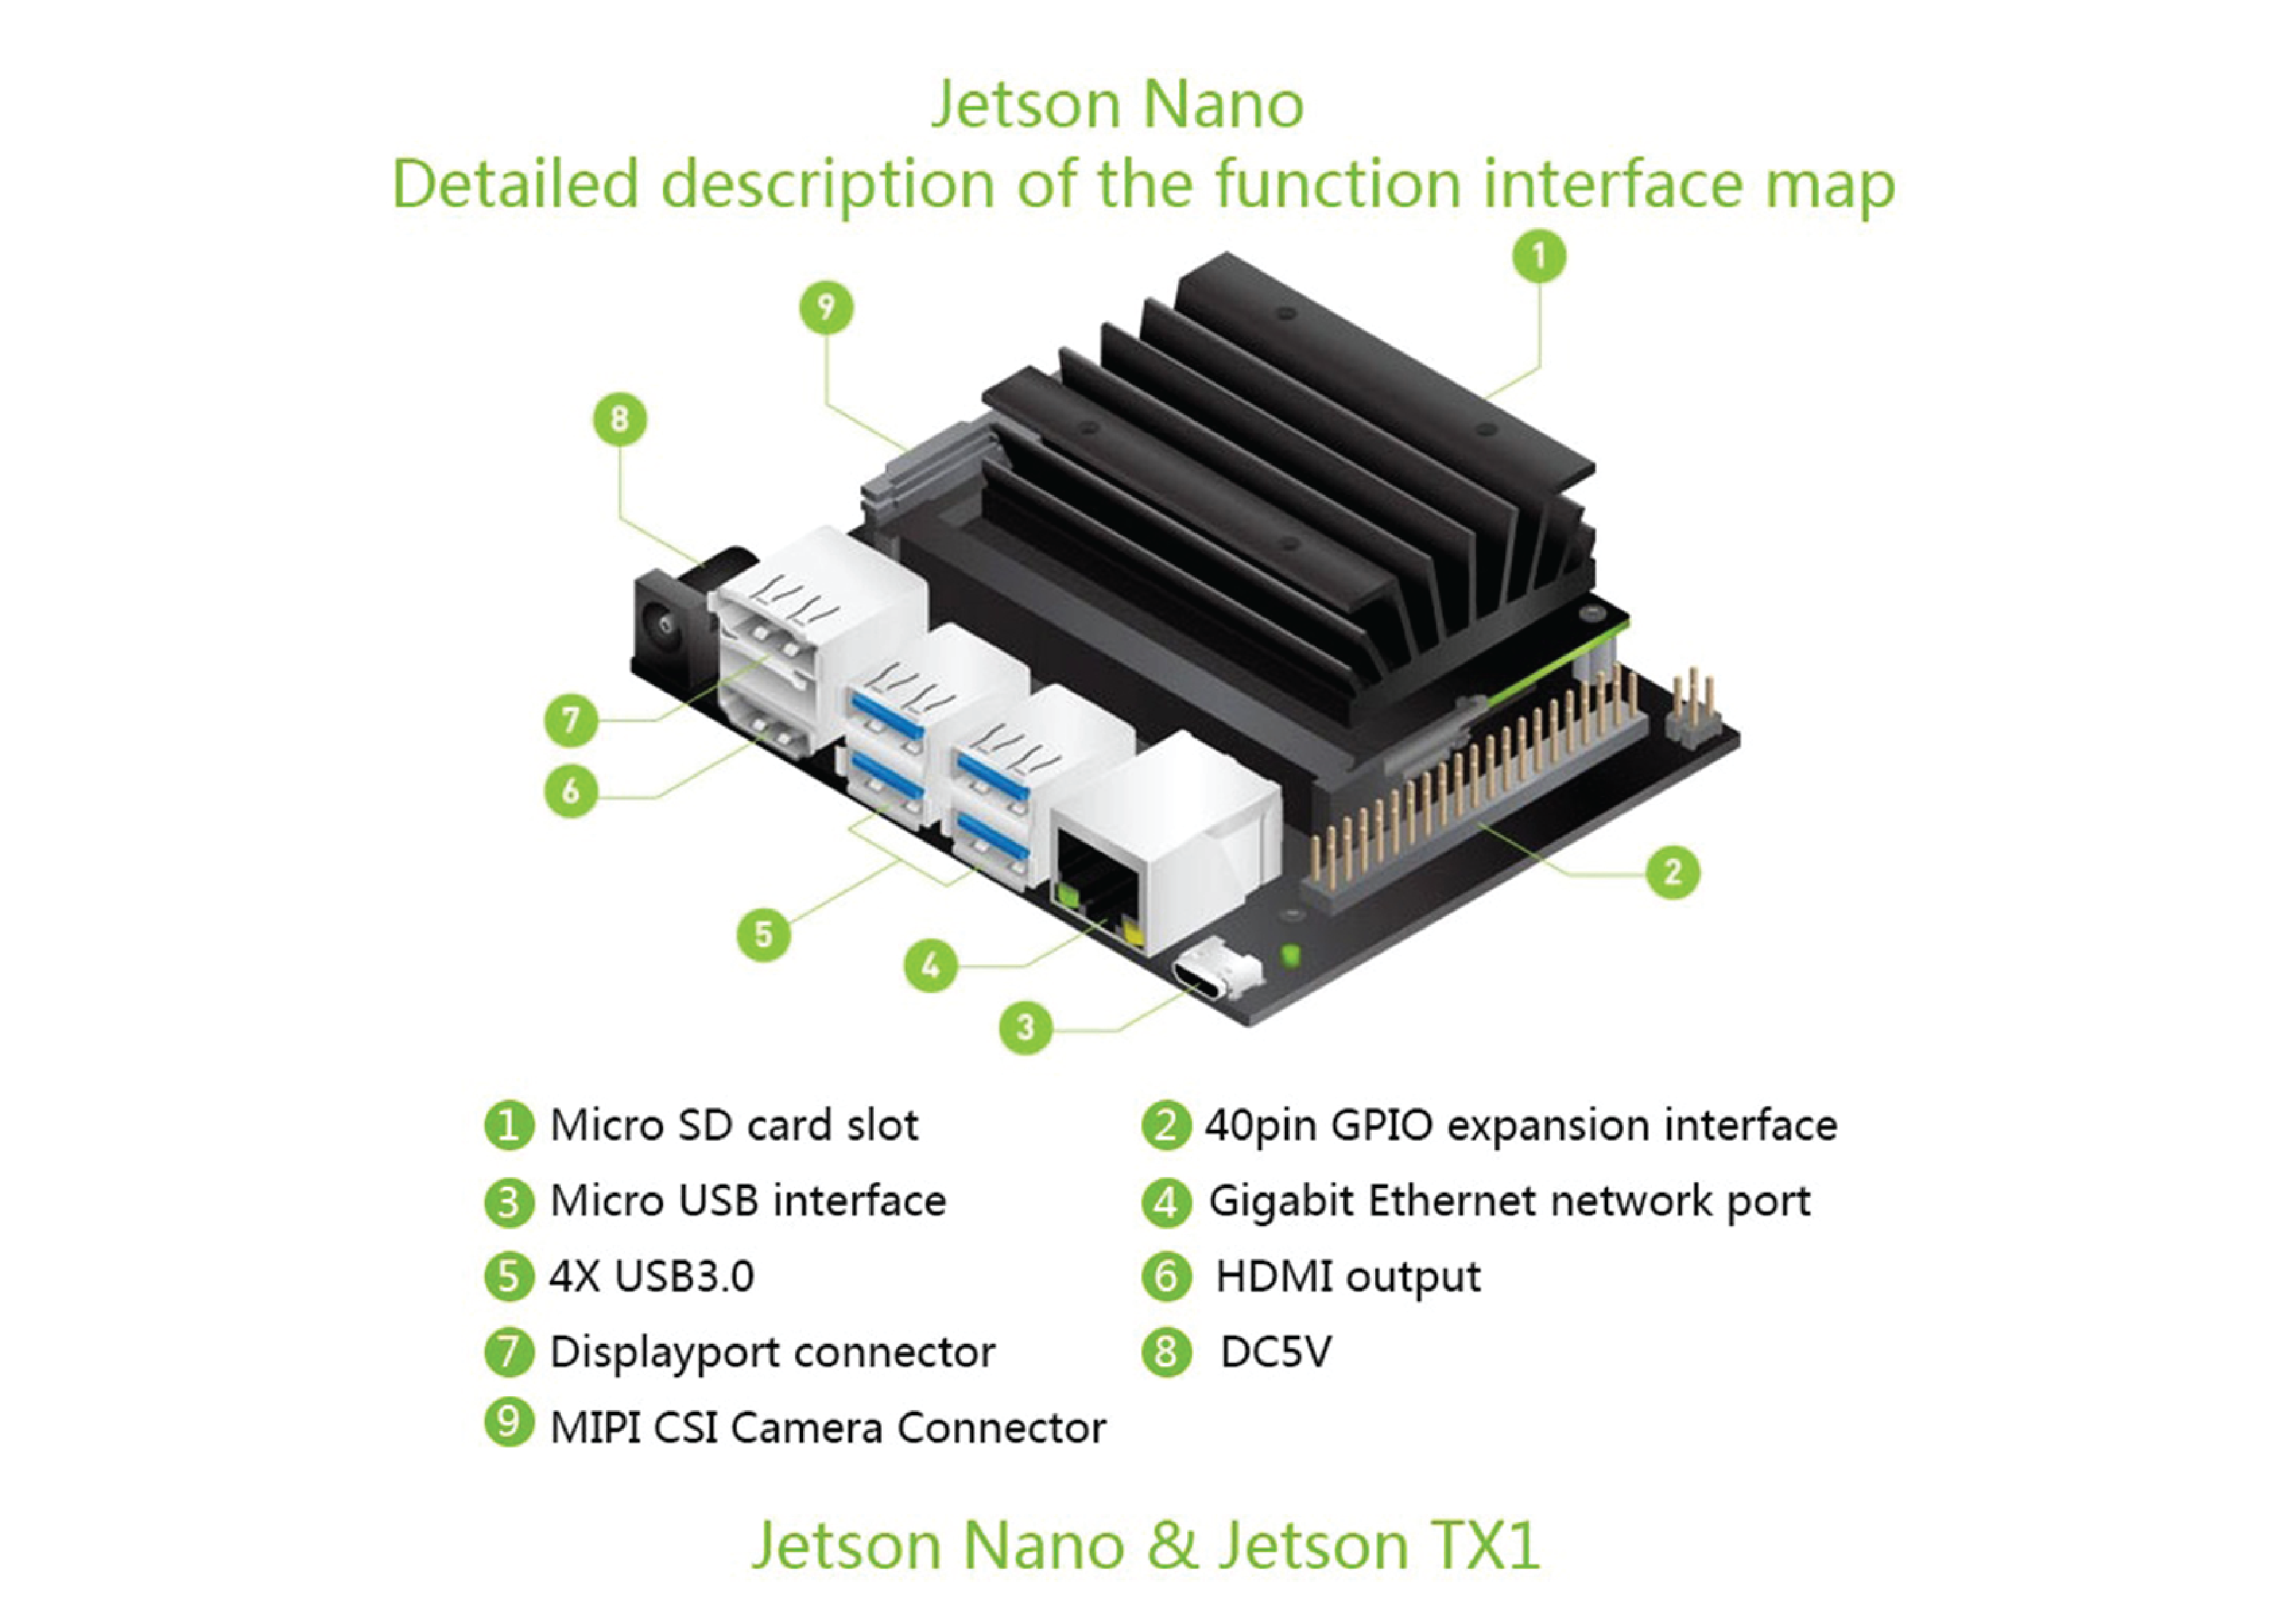 Jetson Nano
Detailed description of the function interface map
1
9
8
7
6
2
5
4
3
1 Micro SD card slot
2 40pin GPIO expansion interface
3 Micro USB interface
4 Gigabit Ethernet network port
5 4X USB3.0
6 HDMI output
7 Displayport connector
8 DC5V
9 MIPI CSI Camera Connector
Jetson Nano & Jetson TX1